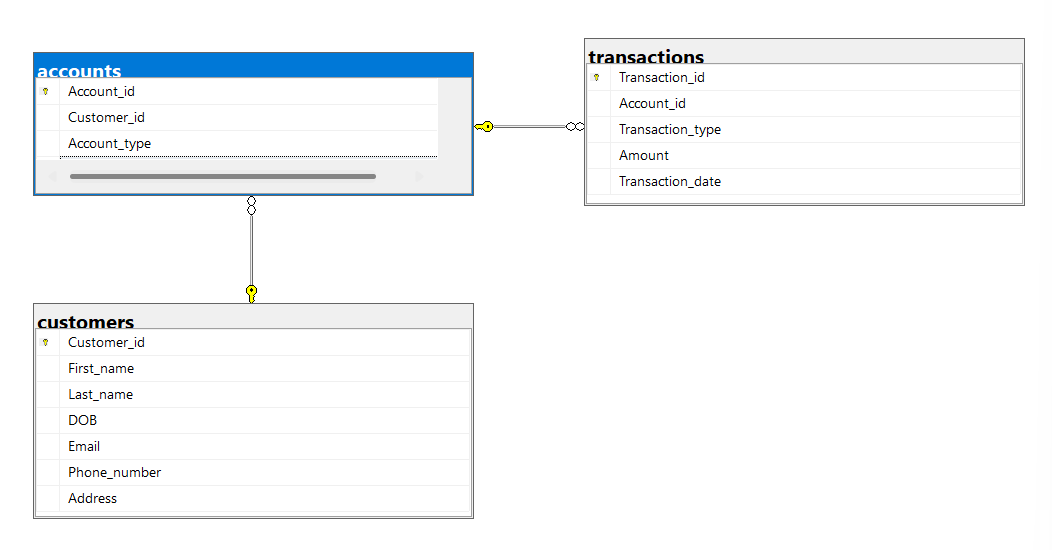 accounts
Account_id
Customer_id
Account_type
transactions
Transaction_id
Account_id
Transaction_type
Amount
Transaction_date
customers
Customer_id
First_name
Last_name
DOB
Email
Phone_number
Address